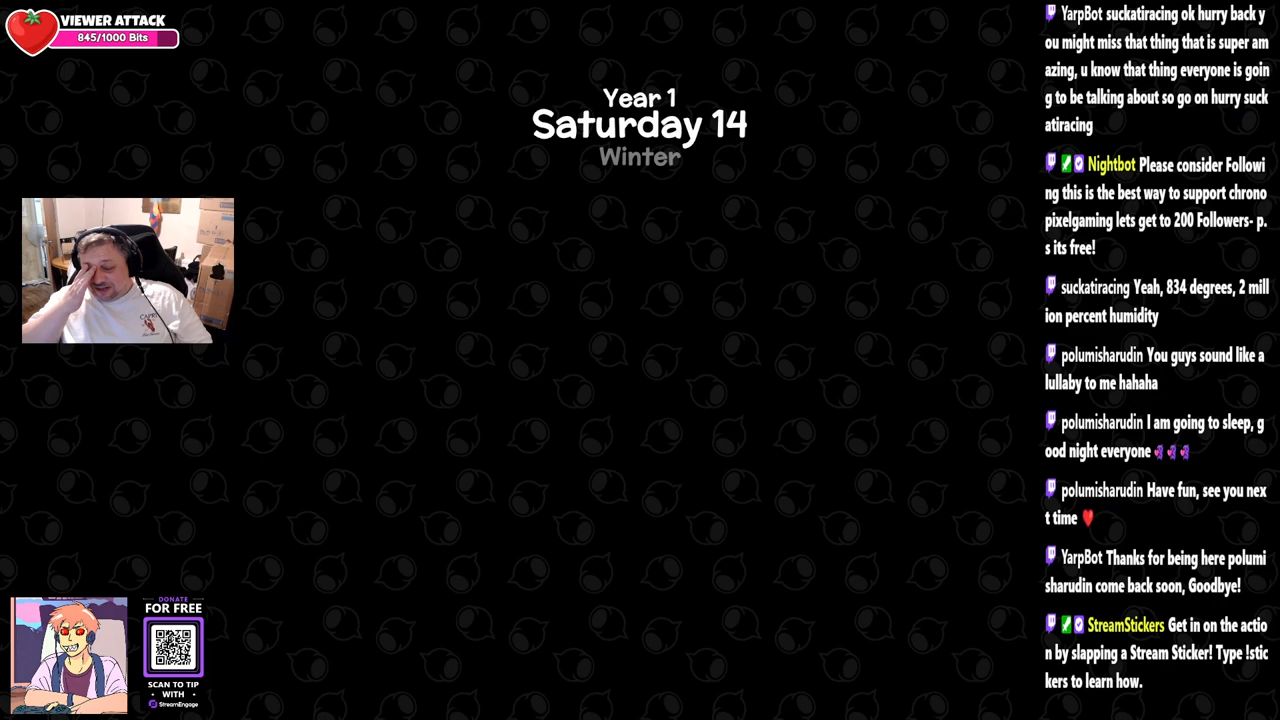 VIEWER ATTACK
845/1000 Bits
Year 1
Saturday 14
Winter
DONATE
FOR FREE
SCAN TO TIP
WITH
StreamEngage
YarpBot suckatiracing ok hurry back y
ou might miss that thing that is super am
azing, u know that thing everyone is goin
g to be talking about so go on hurry suck
atiracing
Nightbot Please consider Followi
ng this is the best way to support chrono
pixelgaming lets get to 200 Followers- p.
s its free!
suckatiracing Yeah, 834 degrees, 2 mill
ion percent humidity
polumisharudin You guys sound like a
lullaby to me hahaha
polumisharudin I am going to sleep, g
ood night everyone
polumisharudin Have fun, see you nex
t time
YarpBot Thanks for being here polumi
sharudin come back soon, Goodbye!
StreamStickers Get in on the actio
n by slapping a Stream Sticker! Type !stic
kers to learn how.